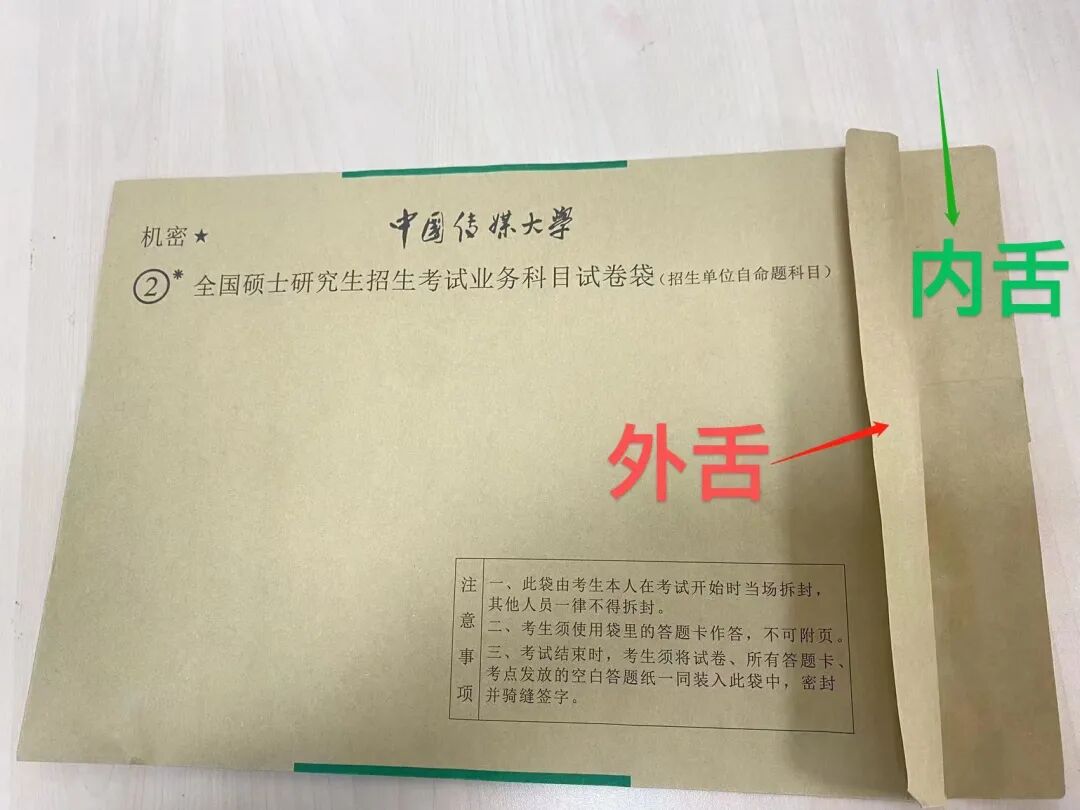 中国传媒大学
机密★
②* 全国硕士研究生招生考试业务科目试卷袋(招生单位自命题科目)
内舌
外舌
注意事项
一、此袋由考生本人在考试开始时当场拆封，
其他人员一律不得拆封。
二、考生须使用袋里的答题卡作答，不可附页。
三、考试结束时，考生须将试卷、所有答题卡、
考点发放的空白答题纸一同装入此袋中，密封
并骑缝签字。